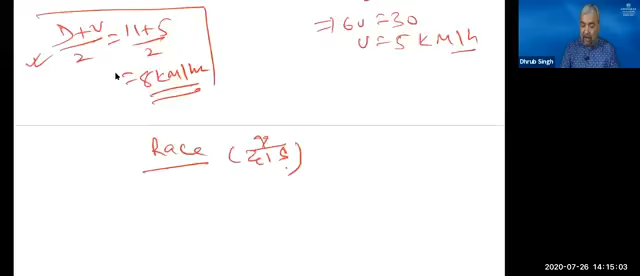 D+U/2 = 11+5/2
= 8 KM/hr
⇒ 6U = 30
U = 5 KM/h
Race (दौड़)
Dhrub Singh
2020-07-26 14:15:03